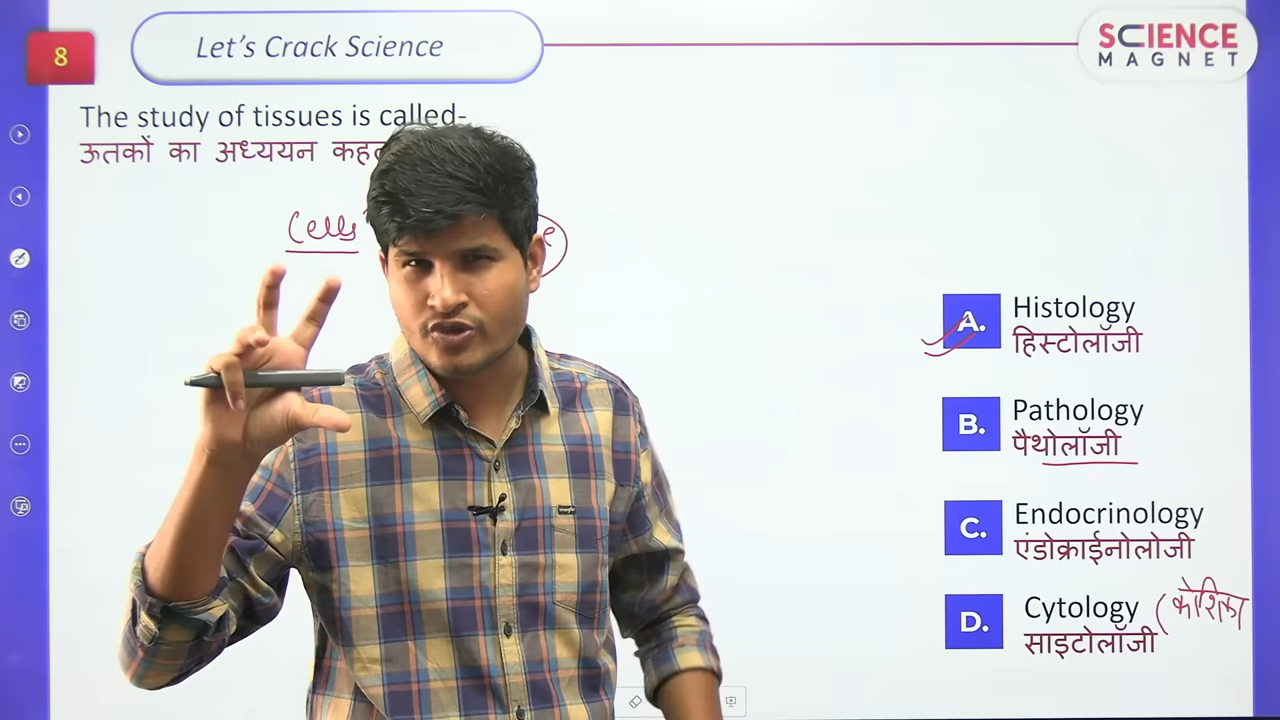 8
Let's Crack Science
SCIENCE
MAGNET
The study of tissues is called-
ऊतकों का अध्ययन
Cells
A. Histology
हिस्टोलॉजी
B. Pathology
पैथोलॉजी
C. Endocrinology
एंडोक्राईनोलोजी
D. Cytology (कोशिका
साइटोलॉजी